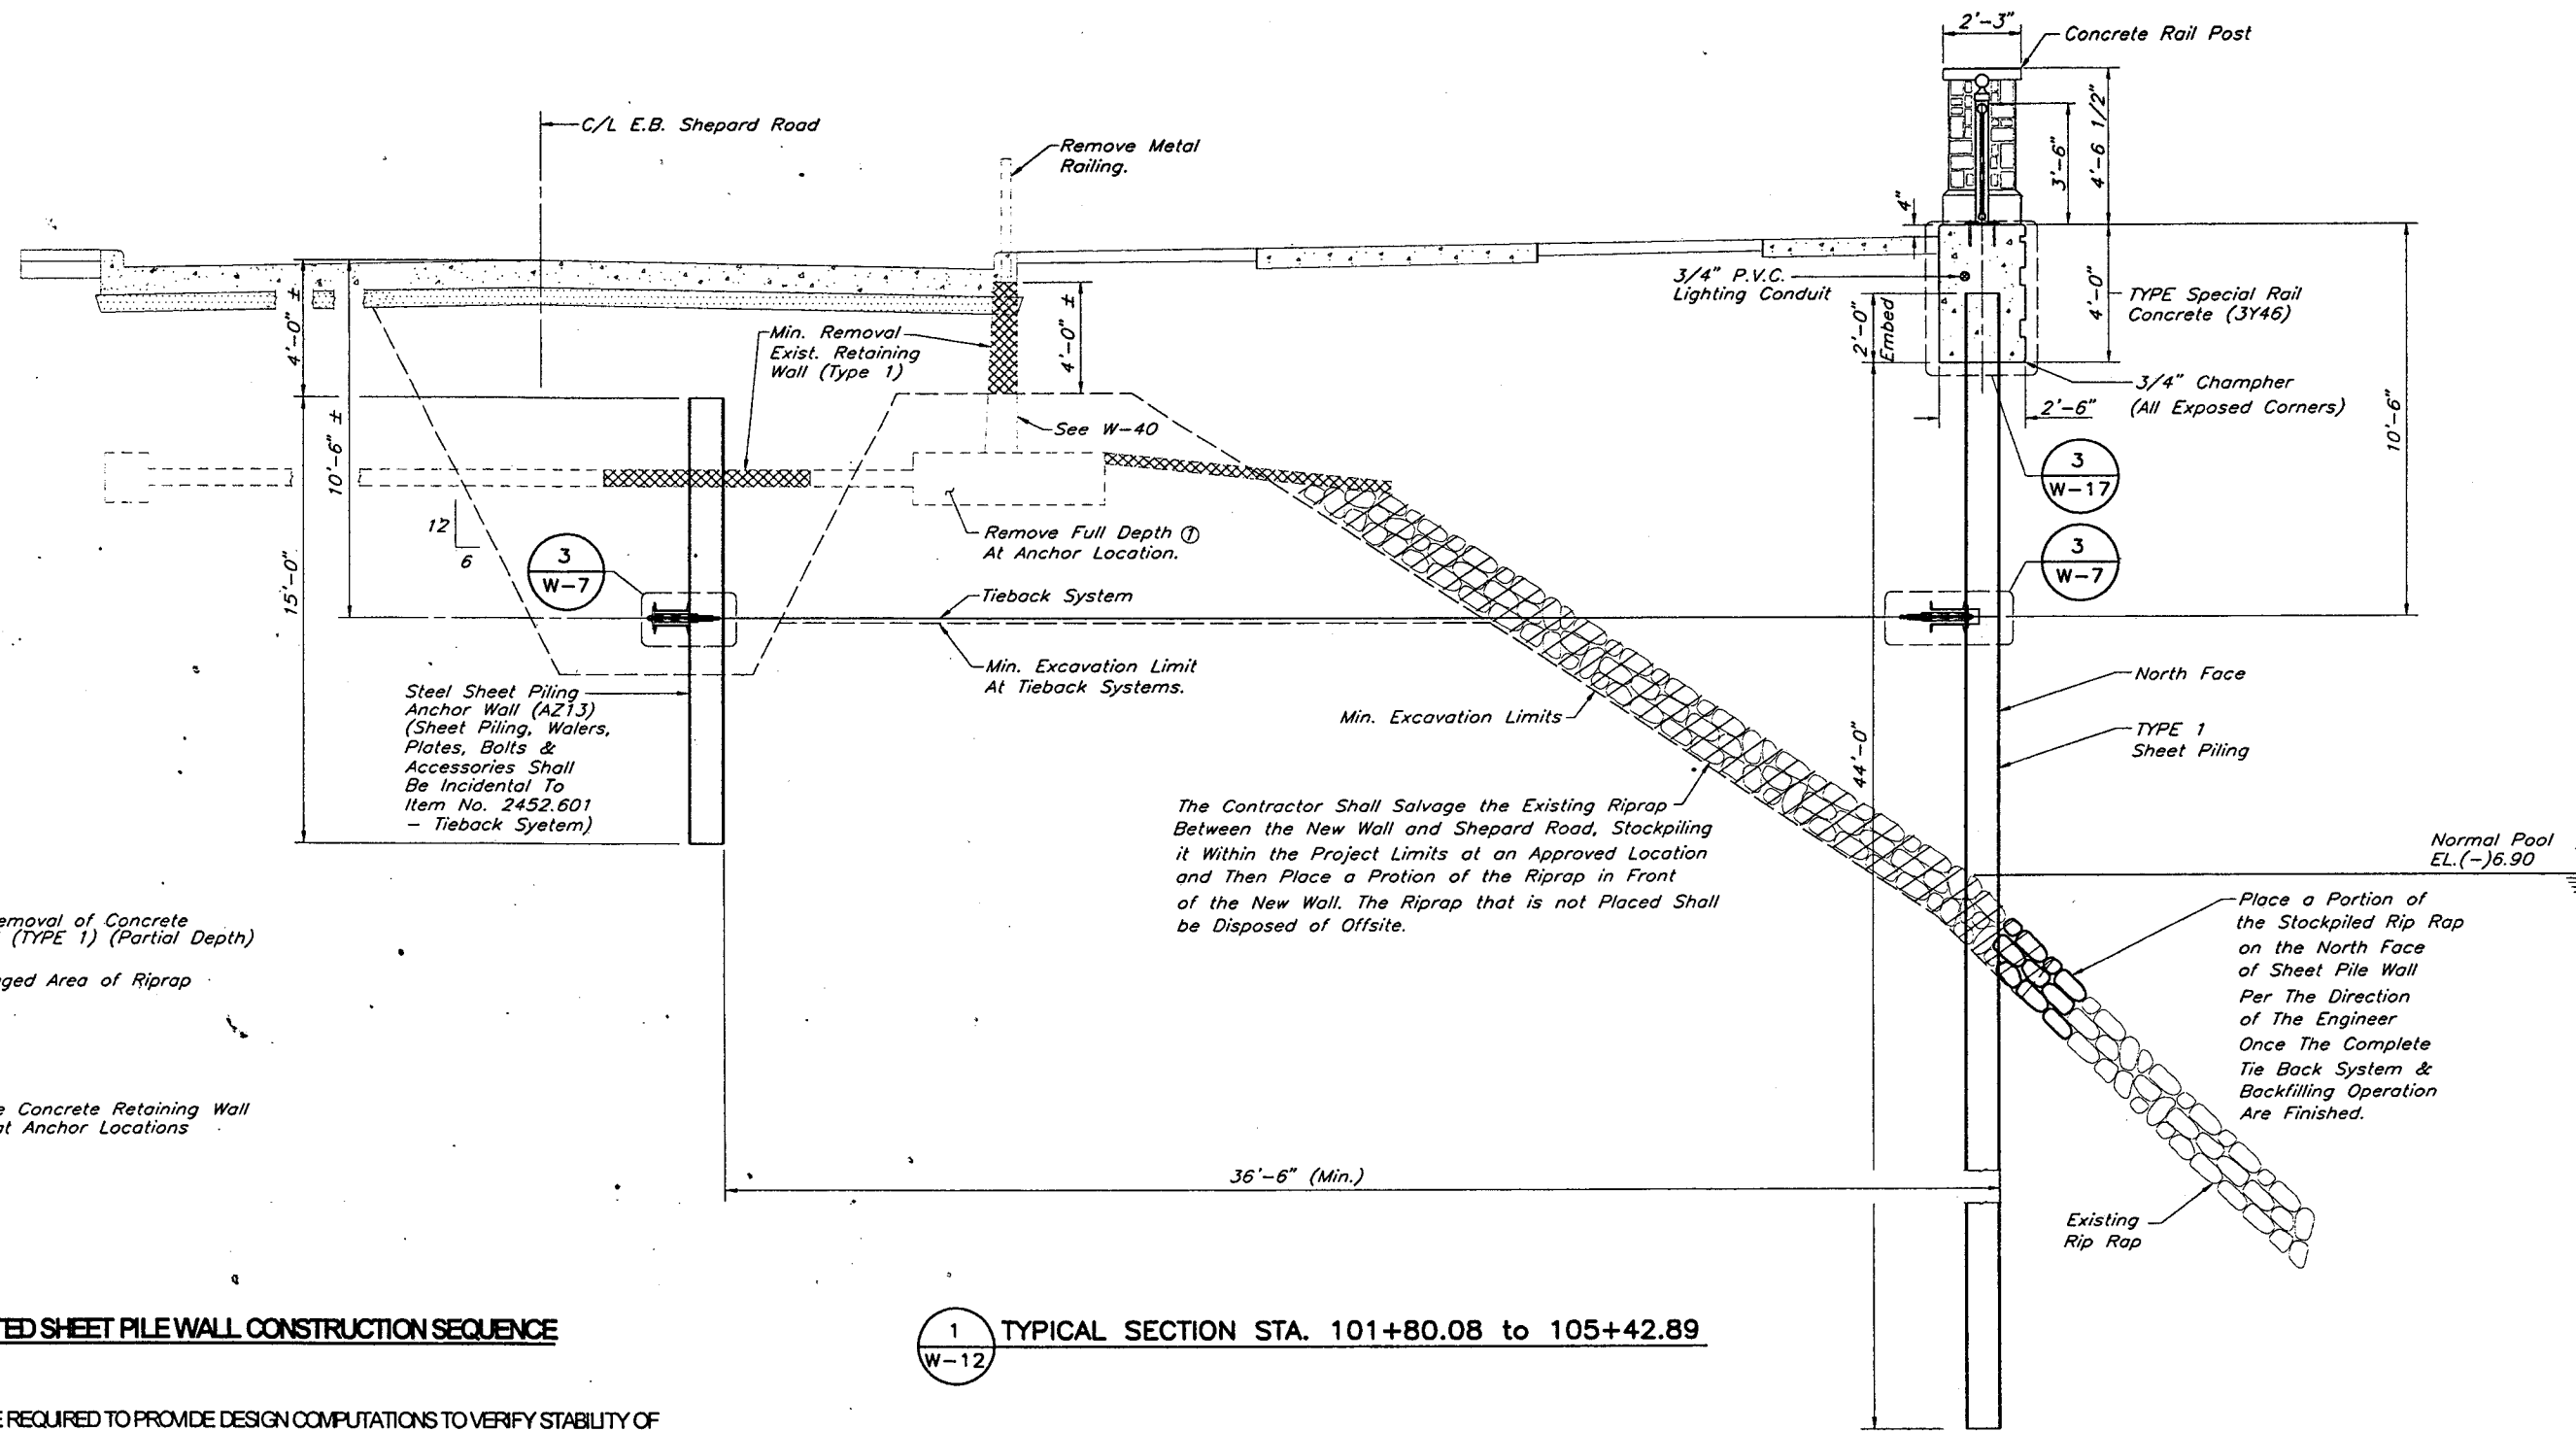 2'-3"
Concrete Rail Post
C/L E.B. Shepard Road
Remove Metal
Railing.
3'-6"
4'-6 1/2"
4"
3/4" P.V.C.
Lighting Conduit
TYPE Special Rail
Concrete (3Y46)
4'-0"
2'-0"
Embed
3/4" Champher
(All Exposed Corners)
2'-6"
10'-6"
4'-0" ±
10'-6" ±
Min. Removal
Exist. Retaining
Wall (Type 1)
4'-0" ±
See W-40
3
W-17
12
6
3
W-7
Remove Full Depth ①
At Anchor Location.
3
W-7
15'-0"
Tieback System
Min. Excavation Limit
At Tieback Systems.
Steel Sheet Piling
Anchor Wall (AZ13)
(Sheet Piling, Walers,
Plates, Bolts &
Accessories Shall
Be Incidental To
Item No. 2452.601
- Tieback Syetem)
Min. Excavation Limits
North Face
TYPE 1
Sheet Piling
44'-0"
The Contractor Shall Salvage the Existing Riprap
Between the New Wall and Shepard Road, Stockpiling
it Within the Project Limits at an Approved Location
and Then Place a Protion of the Riprap in Front
of the New Wall. The Riprap that is not Placed Shall
be Disposed of Offsite.
Normal Pool
EL.(-)6.90
Place a Portion of
the Stockpiled Rip Rap
on the North Face
of Sheet Pile Wall
Per The Direction
of The Engineer
Once The Complete
Tie Back System &
Backfilling Operation
Are Finished.
emoval of Concrete
(TYPE 1) (Partial Depth)
ged Area of Riprap
e Concrete Retaining Wall
at Anchor Locations
36'-6" (Min.)
Existing
Rip Rap
TED SHEET PILE WALL CONSTRUCTION SEQUENCE
1
W-12
TYPICAL SECTION STA. 101+80.08 to 105+42.89
E REQUIRED TO PROVIDE DESIGN COMPUTATIONS TO VERIFY STABILITY OF